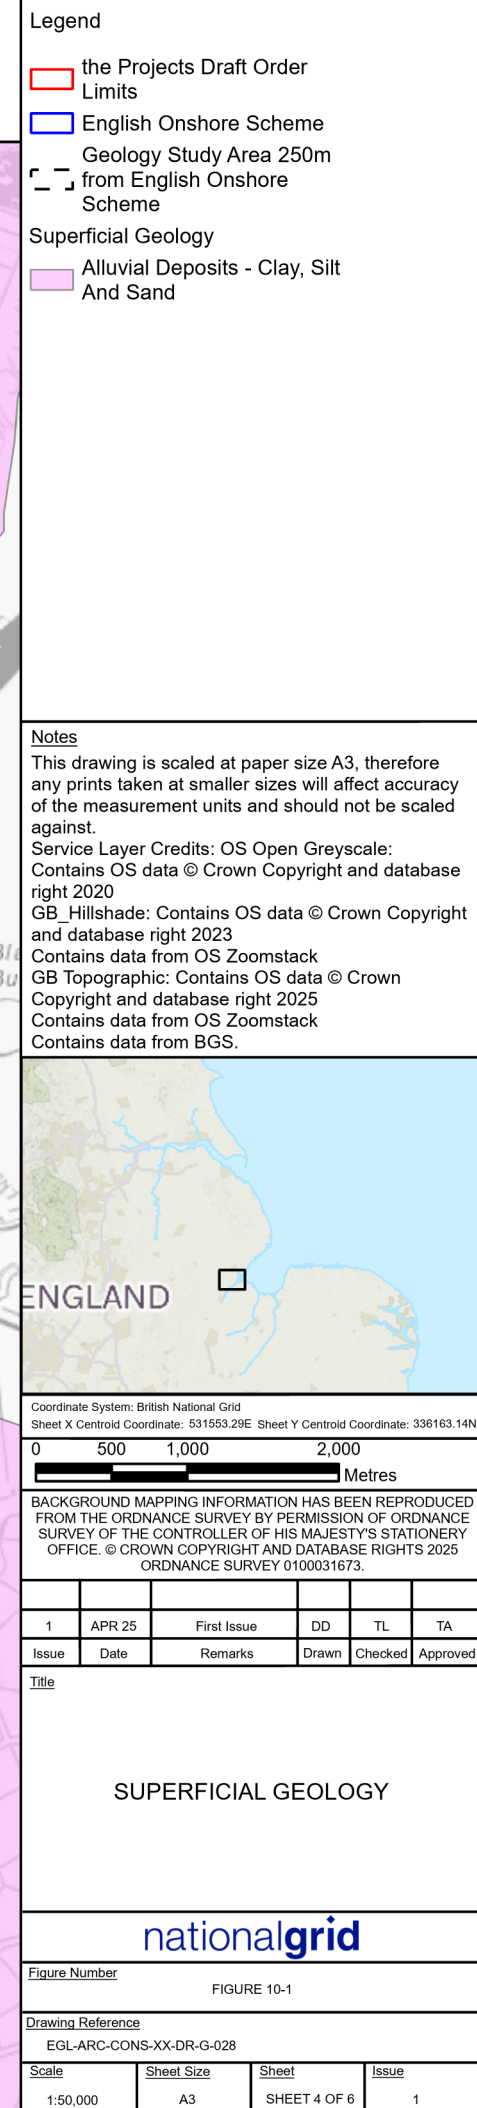 Legend
the Projects Draft Order
Limits
English Onshore Scheme
Geology Study Area 250m
from English Onshore
Scheme
Superficial Geology
Alluvial Deposits - Clay, Silt
And Sand
Notes
This drawing is scaled at paper size A3, therefore
any prints taken at smaller sizes will affect accuracy
of the measurement units and should not be scaled
against.
Service Layer Credits: OS Open Greyscale:
Contains OS data © Crown Copyright and database
right 2020
GB_Hillshade: Contains OS data © Crown Copyright
and database right 2023
Contains data from OS Zoomstack
GB Topographic: Contains OS data © Crown
Copyright and database right 2025
Contains data from OS Zoomstack
Contains data from BGS.
ENGLAND
Coordinate System: British National Grid
Sheet X Centroid Coordinate: 531553.29E Sheet Y Centroid Coordinate: 336163.14N
0 500 1,000 2,000
Metres
BACKGROUND MAPPING INFORMATION HAS BEEN REPRODUCED
FROM THE ORDNANCE SURVEY BY PERMISSION OF ORDNANCE
SURVEY OF THE CONTROLLER OF HIS MAJESTY'S STATIONERY
OFFICE. © CROWN COPYRIGHT AND DATABASE RIGHTS 2025
ORDNANCE SURVEY 0100031673.
1 APR 25 First Issue DD TL TA
Issue Date Remarks Drawn Checked Approved
Title
SUPERFICIAL GEOLOGY
nationalgrid
Figure Number
FIGURE 10-1
Drawing Reference
EGL-ARC-CONS-XX-DR-G-028
Scale Sheet Size Sheet Issue
1:50,000 A3 SHEET 4 OF 6 1